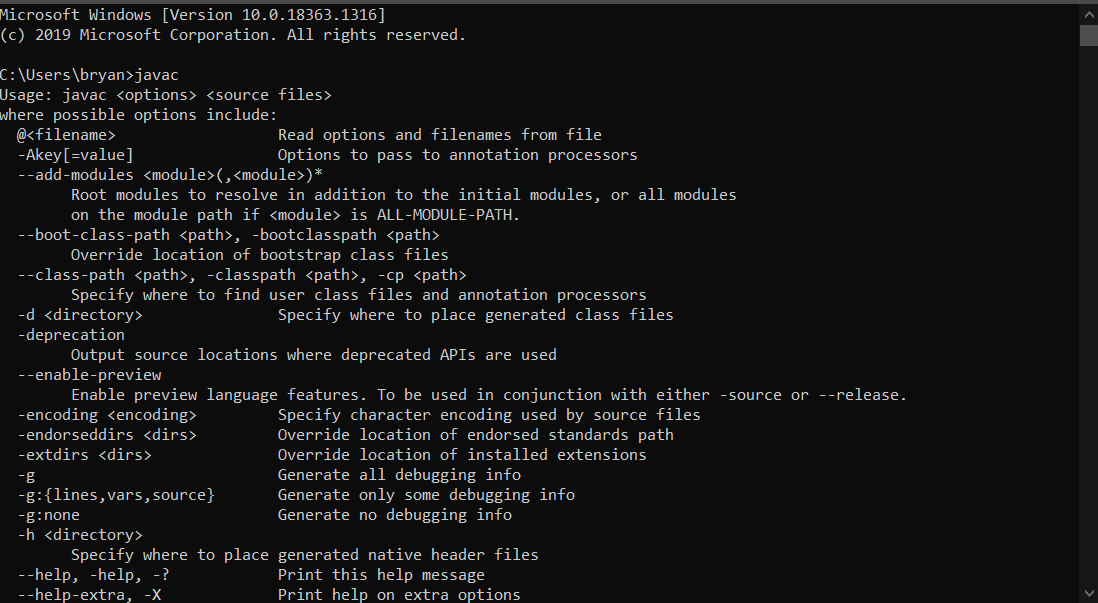 Microsoft Windows [Version 10.0.18363.1316]
(c) 2019 Microsoft Corporation. All rights reserved.
C:\Users\bryan>javac
Usage: javac <options> <source files>
where possible options include:
  @<filename>                  Read options and filenames from file
  -Akey[=value]                Options to pass to annotation processors
  --add-modules <module>(,<module>)*
        Root modules to resolve in addition to the initial modules, or all modules
        on the module path if <module> is ALL-MODULE-PATH.
  --boot-class-path <path>, -bootclasspath <path>
        Override location of bootstrap class files
  --class-path <path>, -classpath <path>, -cp <path>
        Specify where to find user class files and annotation processors
  -d <directory>               Specify where to place generated class files
  -deprecation
        Output source locations where deprecated APIs are used
  --enable-preview
        Enable preview language features. To be used in conjunction with either -source or --release.
  -encoding <encoding>         Specify character encoding used by source files
  -endorseddirs <dirs>         Override location of endorsed standards path
  -extdirs <dirs>              Override location of installed extensions
  -g                           Generate all debugging info
  -g:{lines,vars,source}       Generate only some debugging info
  -g:none                      Generate no debugging info
  -h <directory>
        Specify where to place generated native header files
  --help, -help, -?            Print this help message
  --help-extra, -X             Print help on extra options